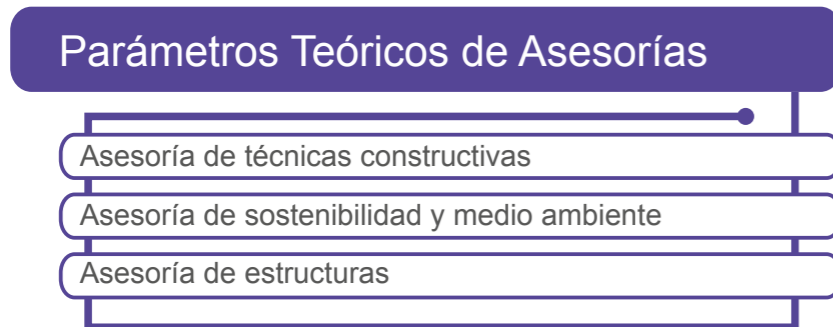 Parámetros Teóricos de Asesorías
Asesoría de técnicas constructivas
Asesoría de sostenibilidad y medio ambiente
Asesoría de estructuras